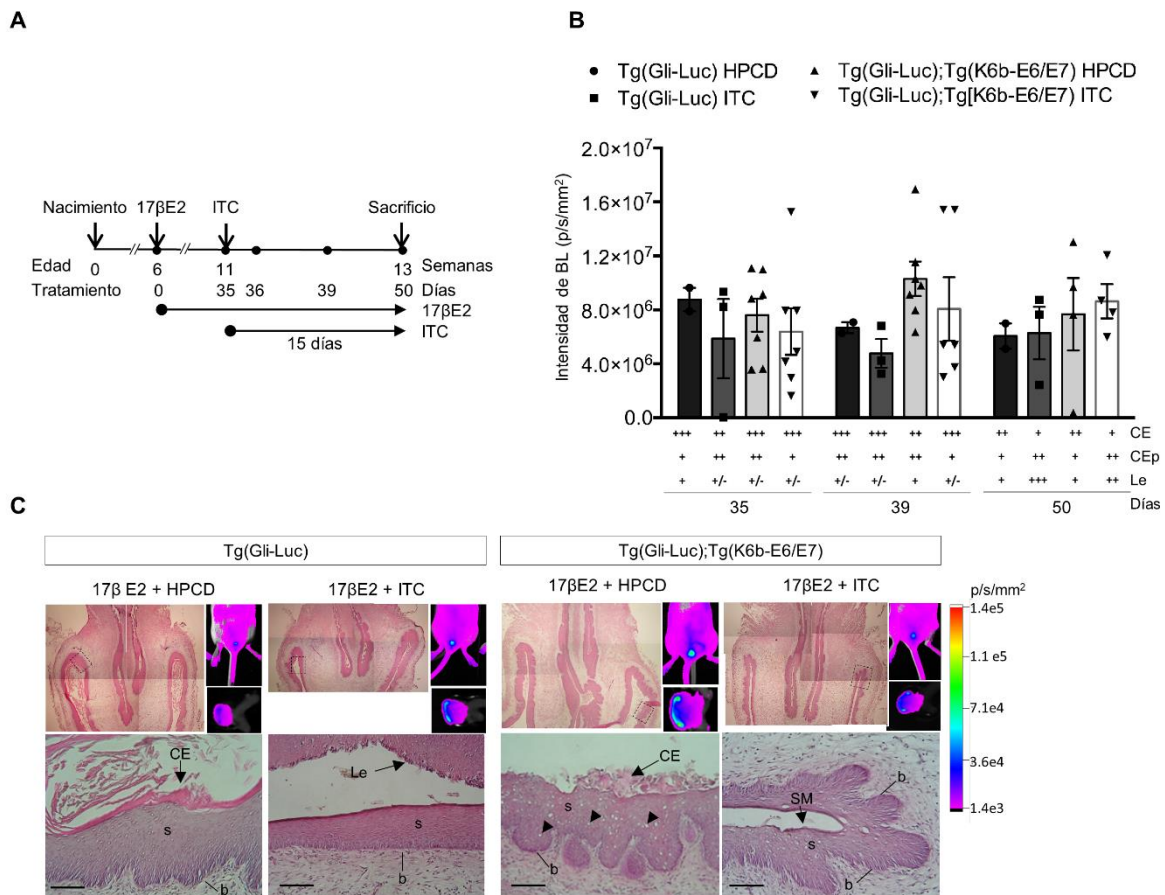 A
Nacimiento 17βE2 ITC Sacrificio
Edad 0 6 11 13 Semanas
Tratamiento 0 35 36 39 50 Días
17βE2
15 días ITC
B
Tg(Gli-Luc) HPCD Tg(Gli-Luc);Tg(K6b-E6/E7) HPCD
Tg(Gli-Luc) ITC Tg(Gli-Luc);Tg[K6b-E6/E7) ITC
Intensidad de BL (p/s/mm²)
2.0×10⁷
1.6×10⁷
1.2×10⁷
8.0×10⁶
4.0×10⁶
0.0
+++ ++ +++ +++ +++ +++ ++ +++ ++ + ++ + CE
+ ++ ++ + ++ ++ ++ + + ++ + ++ CEp
+ +/- +/- +/- +/- +/- + +/- + +++ + ++ Le
35 39 50 Días
C
Tg(Gli-Luc) Tg(Gli-Luc);Tg(K6b-E6/E7)
17β E2 + HPCD 17βE2 + ITC 17βE2 + HPCD 17βE2 + ITC
p/s/mm²
1.4e5
1.1 e5
7.1e4
3.8e4
1.4e3
CE
s
b
Le
s
b
CE
s
b
SM
s
b
b